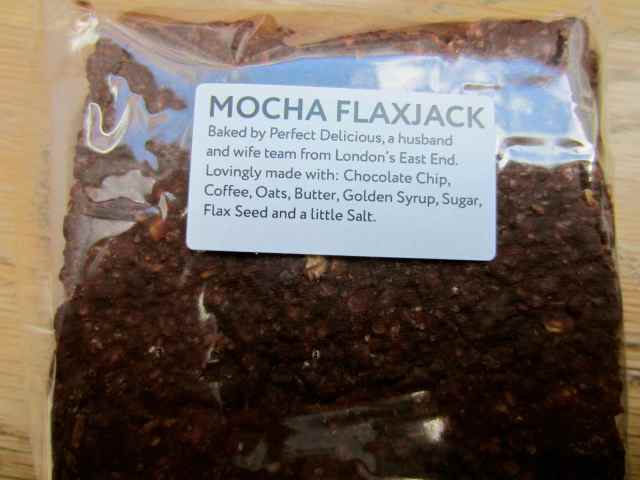 MOCHA FLAXJACK
Baked by Perfect Delicious, a husband
and wife team from London's East End.
Lovingly made with: Chocolate Chip,
Coffee, Oats, Butter, Golden Syrup, Sugar,
Flax Seed and a little Salt.